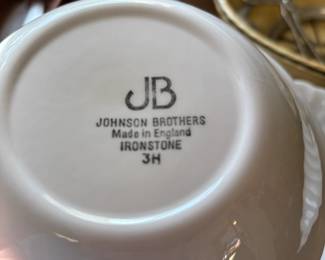 JB
JOHNSON BROTHERS
Made in England
IRONSTONE
3H